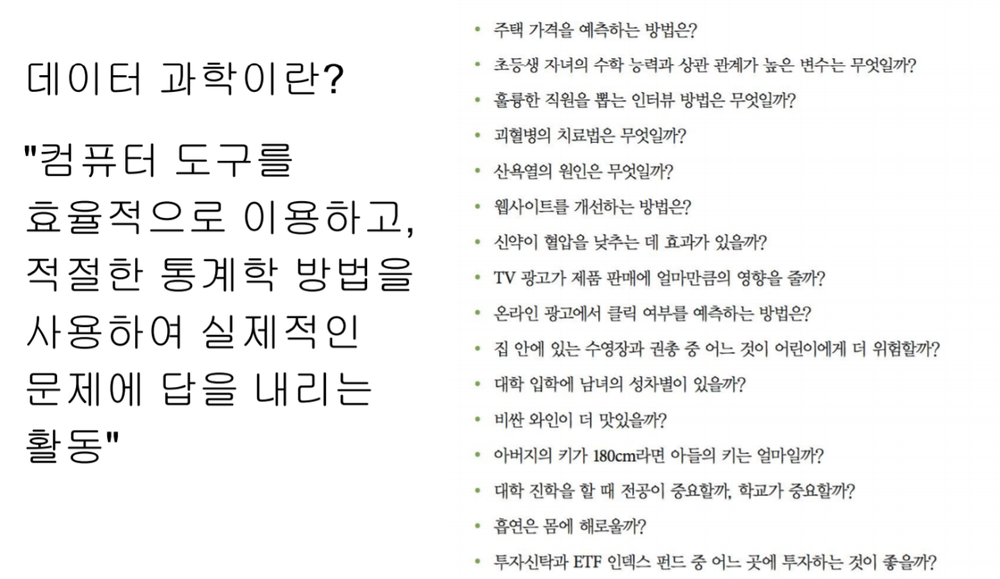 데이터 과학이란?
"컴퓨터 도구를
효율적으로 이용하고,
적절한 통계학 방법을
사용하여 실제적인
문제에 답을 내리는
활동"
• 주택 가격을 예측하는 방법은?
• 초등생 자녀의 수학 능력과 상관 관계가 높은 변수는 무엇일까?
• 훌륭한 직원을 뽑는 인터뷰 방법은 무엇일까?
• 괴혈병의 치료법은 무엇일까?
• 산욕열의 원인은 무엇일까?
• 웹사이트를 개선하는 방법은?
• 신약이 혈압을 낮추는 데 효과가 있을까?
• TV 광고가 제품 판매에 얼마만큼의 영향을 줄까?
• 온라인 광고에서 클릭 여부를 예측하는 방법은?
• 집 안에 있는 수영장과 권총 중 어느 것이 어린이에게 더 위험할까?
• 대학 입학에 남녀의 성차별이 있을까?
• 비싼 와인이 더 맛있을까?
• 아버지의 키가 180cm라면 아들의 키는 얼마일까?
• 대학 진학을 할 때 전공이 중요할까, 학교가 중요할까?
• 흡연은 몸에 해로울까?
• 투자신탁과 ETF 인덱스 펀드 중 어느 곳에 투자하는 것이 좋을까?